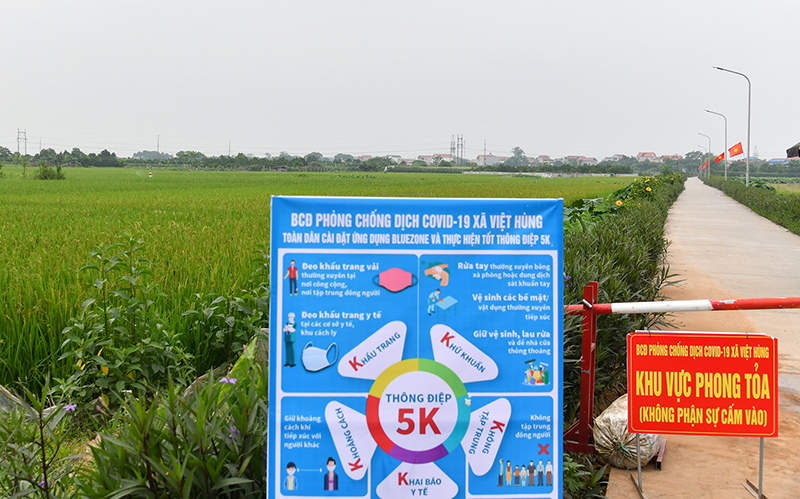 BCĐ PHÒNG CHỐNG DỊCH COVID-19 XÃ VIỆT HÙNG
TOÀN DÂN CÀI ĐẶT ỨNG DỤNG BLUEZONE VÀ THỰC HIỆN TỐT THÔNG ĐIỆP 5K
Đeo khẩu trang vải
thường xuyên tại
nơi công cộng,
nơi tập trung đông người
Đeo khẩu trang y tế
tại các cơ sở y tế,
khu cách ly
Rửa tay thường xuyên bằng
xà phòng hoặc dung dịch
sát khuẩn tay
Vệ sinh các bề mặt/
vật dụng thường xuyên
tiếp xúc
Giữ vệ sinh, lau rửa
và để nhà cửa
thông thoáng
KHẨU TRANG
KHỬ KHUẨN
THÔNG ĐIỆP
5K
KHOẢNG CÁCH
KHÔNG TẬP TRUNG
KHAI BÁO
Y TẾ
Giữ khoảng
cách khi
tiếp xúc với
người khác
Không
tập trung
đông người
BCĐ PHÒNG CHỐNG DỊCH COVID-19 XÃ VIỆT HÙNG
KHU VỰC PHONG TỎA
(KHÔNG PHẬN SỰ CẤM VÀO)